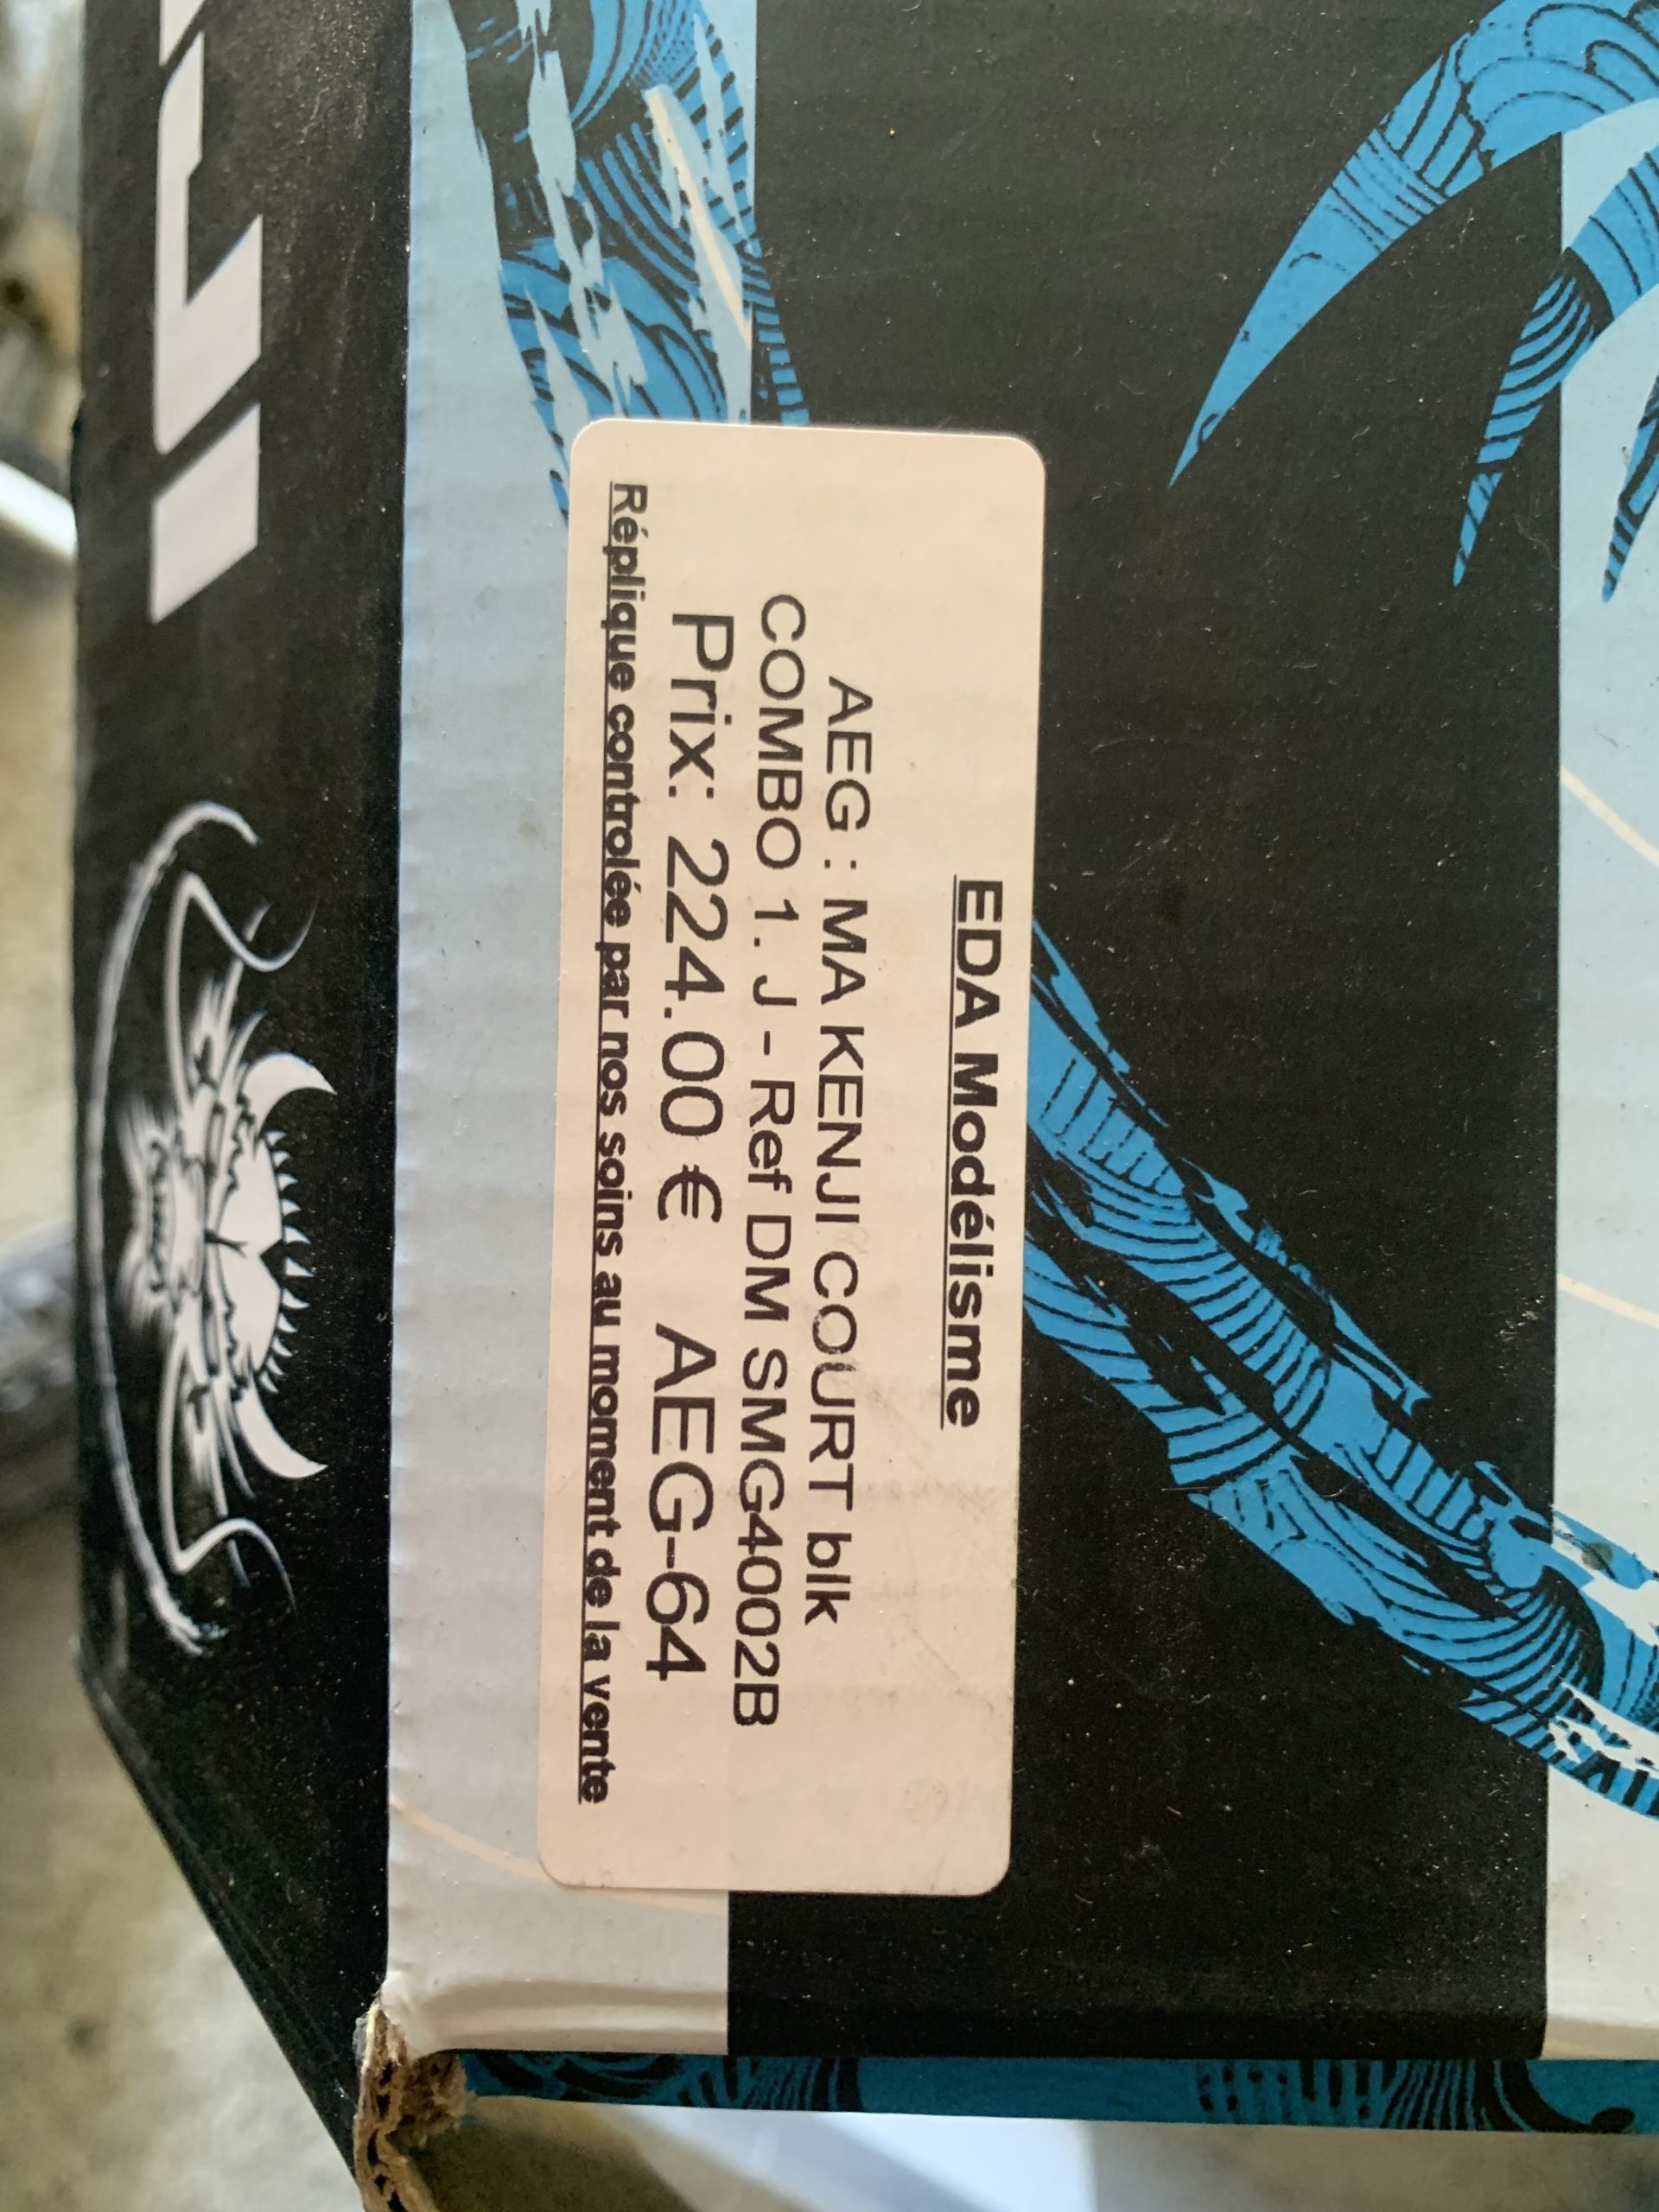 EDA Modélisme
AEG : MA KENJI COURT blk
COMBO 1. J - Ref DM SMG4002B
Prix: 224.00 € AEG-64
Réplique controlée par nos soins au moment de la vente